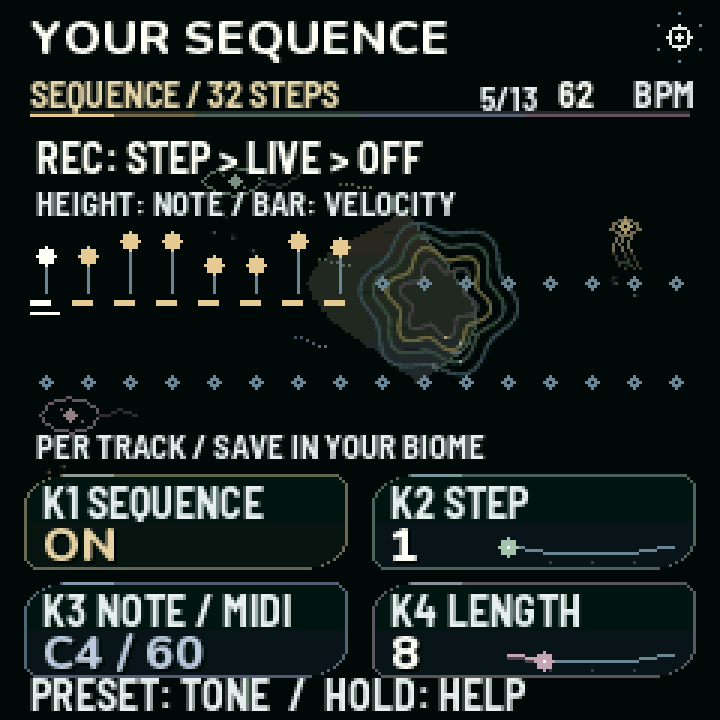 YOUR SEQUENCE
SEQUENCE / 32 STEPS 5/13 62 BPM
REC: STEP > LIVE > OFF
HEIGHT: NOTE / BAR: VELOCITY
PER TRACK / SAVE IN YOUR BIOME
K1 SEQUENCE
ON
K2 STEP
1
K3 NOTE / MIDI
C4 / 60
K4 LENGTH
8
PRESET: TONE / HOLD: HELP